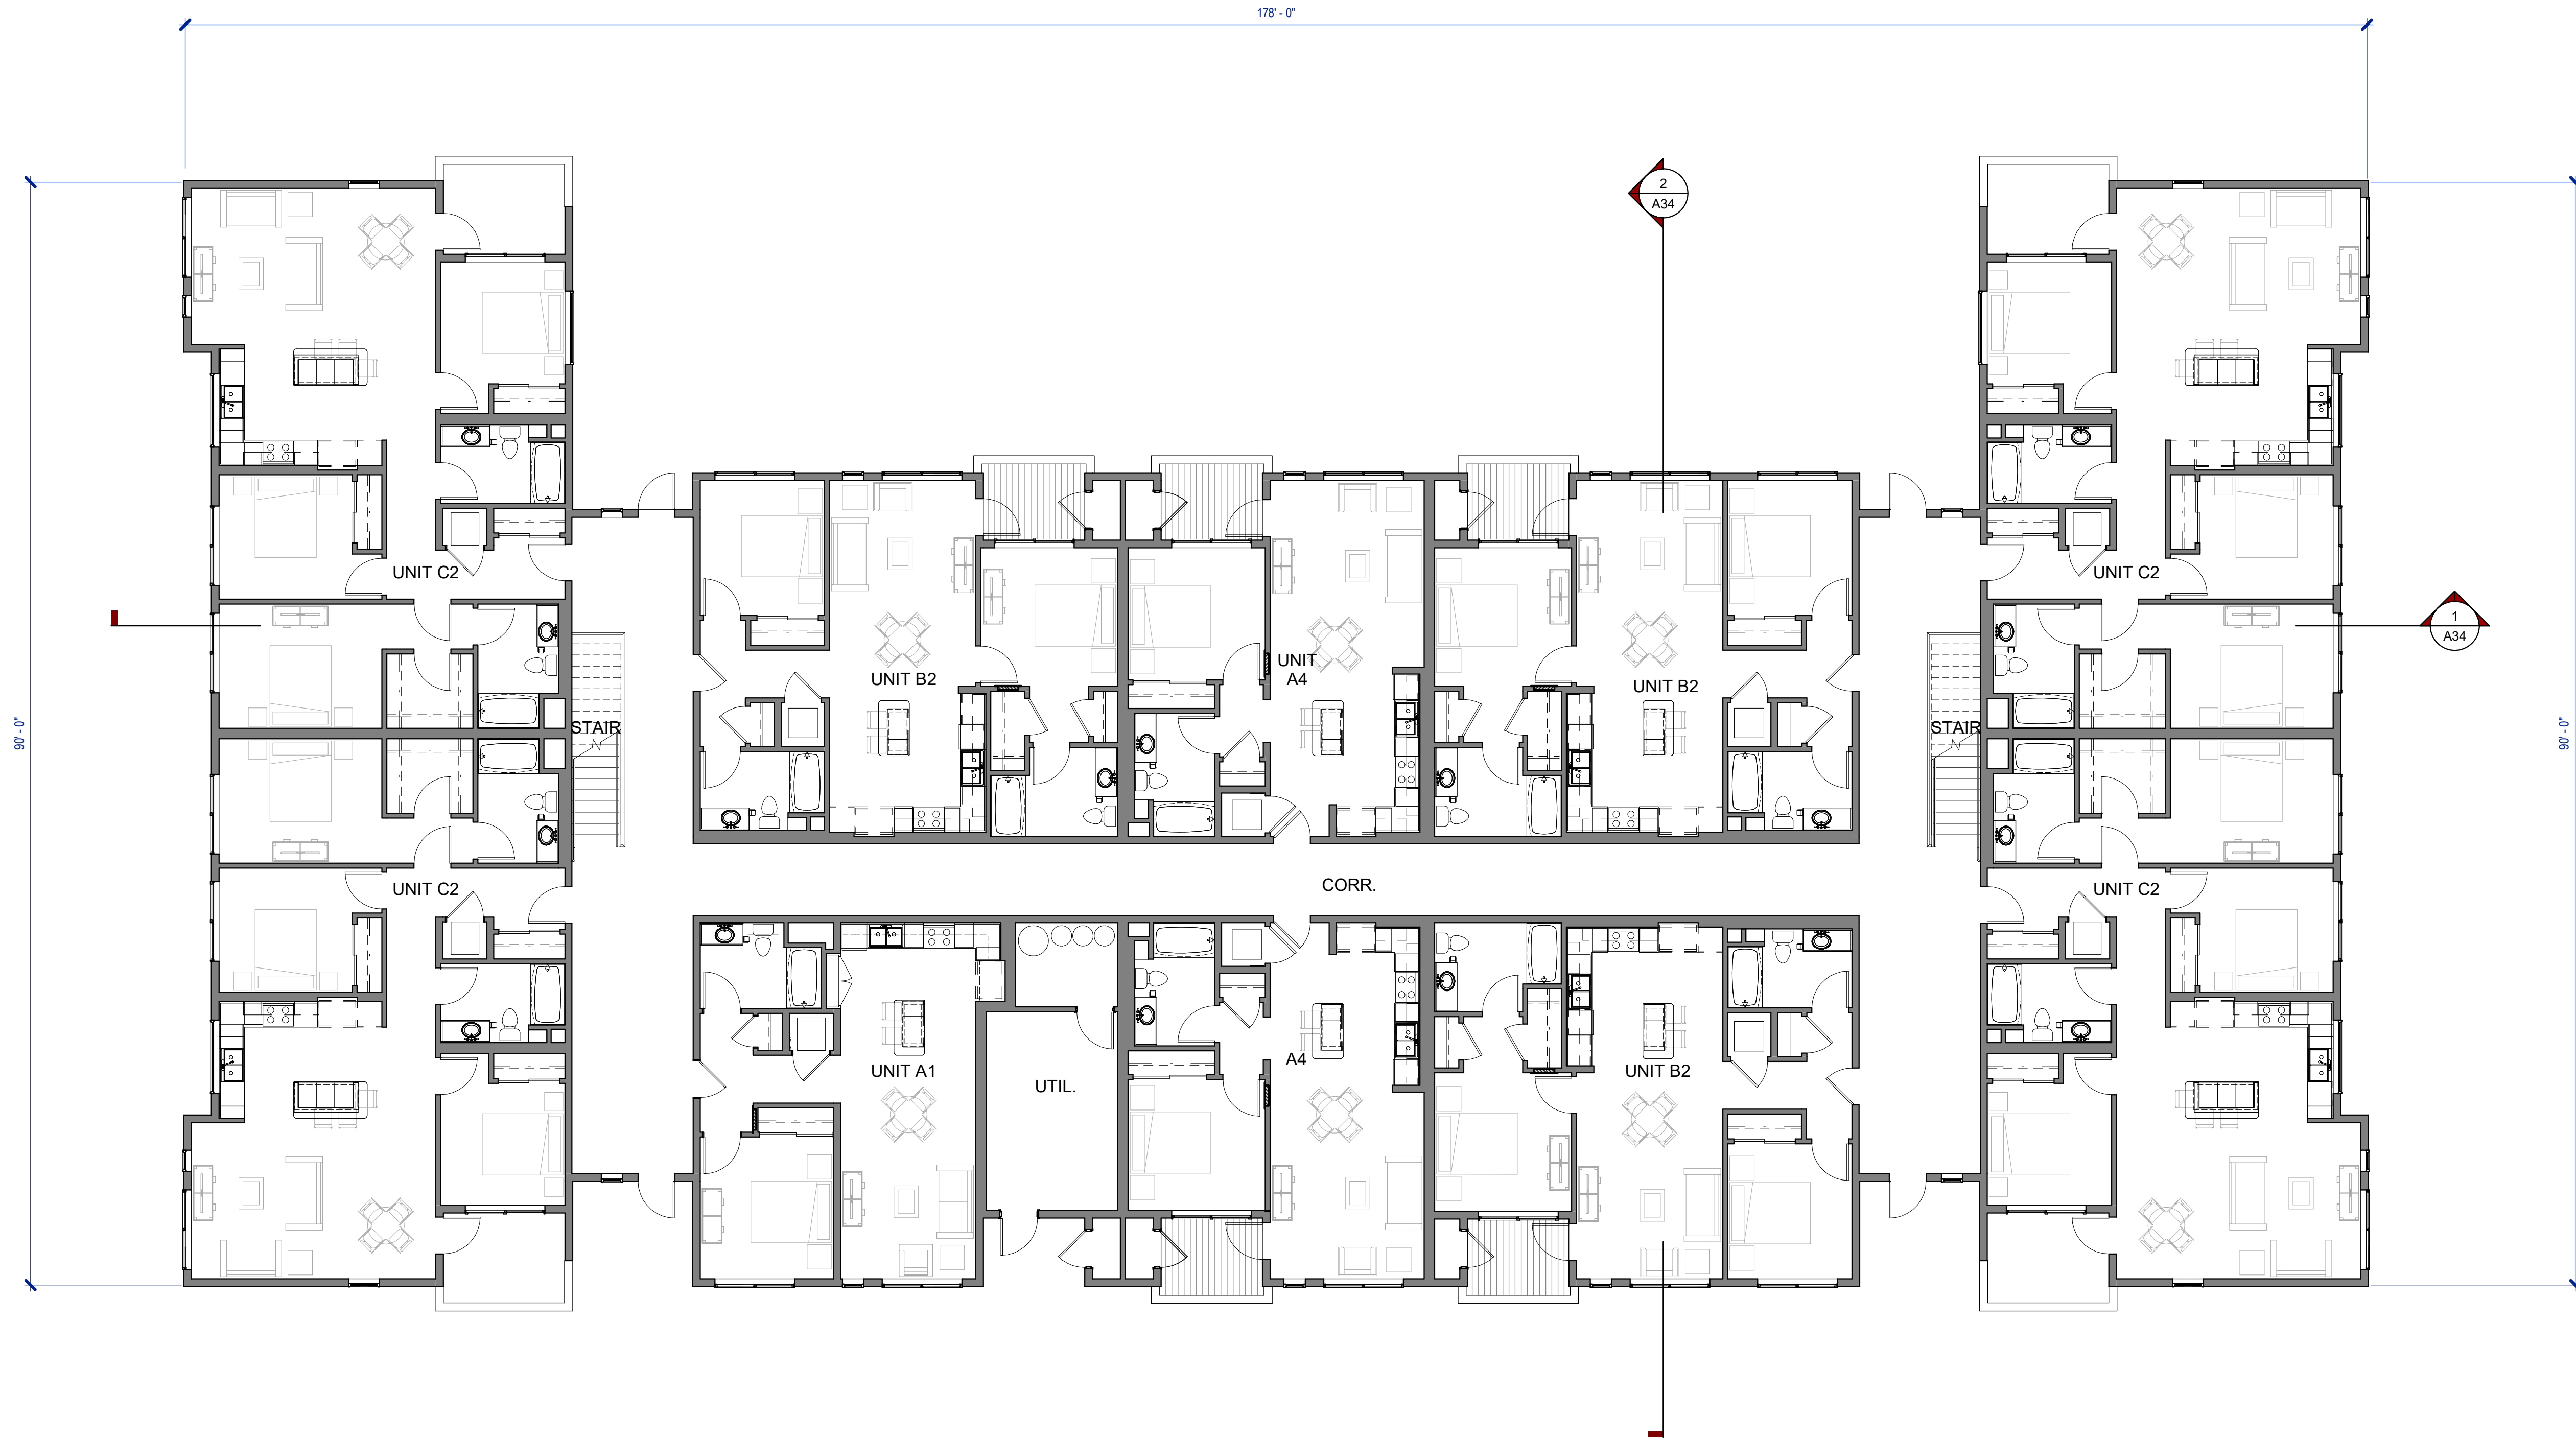 178' - 0"
2
A34
UNIT C2
UNIT C2
1
A34
UNIT
A4
UNIT B2
UNIT B2
STAIR
STAIR
90' - 0"
90' - 0"
CORR.
UNIT C2
UNIT C2
A4
UNIT A1
UNIT B2
UTIL.